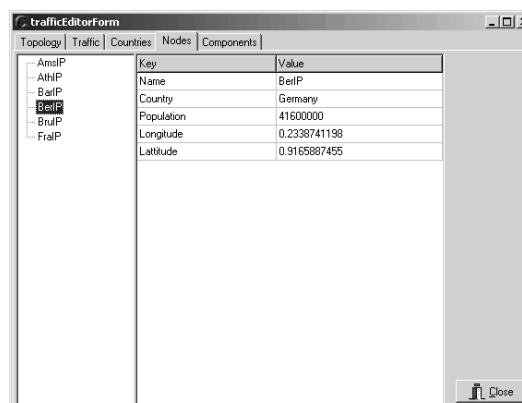 trafficEditorForm
Topology Traffic Countries Nodes Components
AmsIP
AthIP
BarIP
BerIP
BruIP
FraIP
Key Value
Name BerIP
Country Germany
Population 41600000
Longitude 0.2338741198
Lattitude 0.9165887455
Close